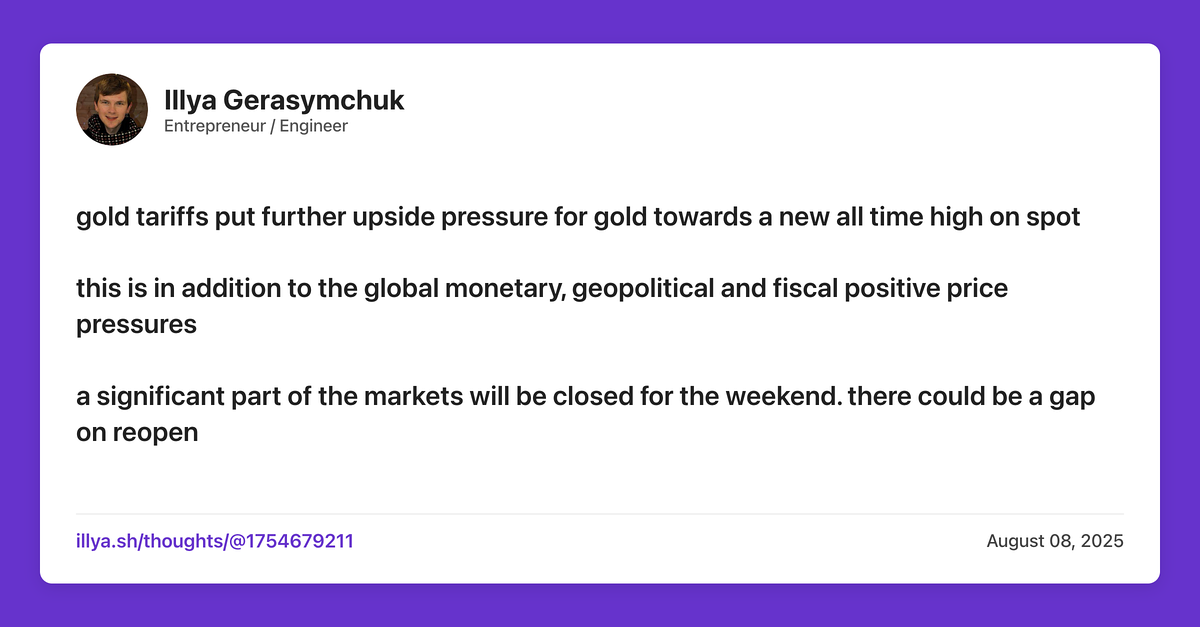 Illya Gerasymchuk
Entrepreneur / Engineer
gold tariffs put further upside pressure for gold towards a new all time high on spot
this is in addition to the global monetary, geopolitical and fiscal positive price
pressures
a significant part of the markets will be closed for the weekend. there could be a gap
on reopen
illya.sh/thoughts/@1754679211
August 08, 2025